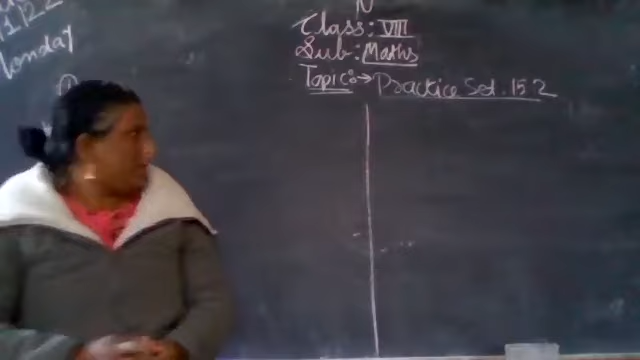 Monday
Class: VIII
Sub: Maths
Topic:→ Practice Set. 15.2